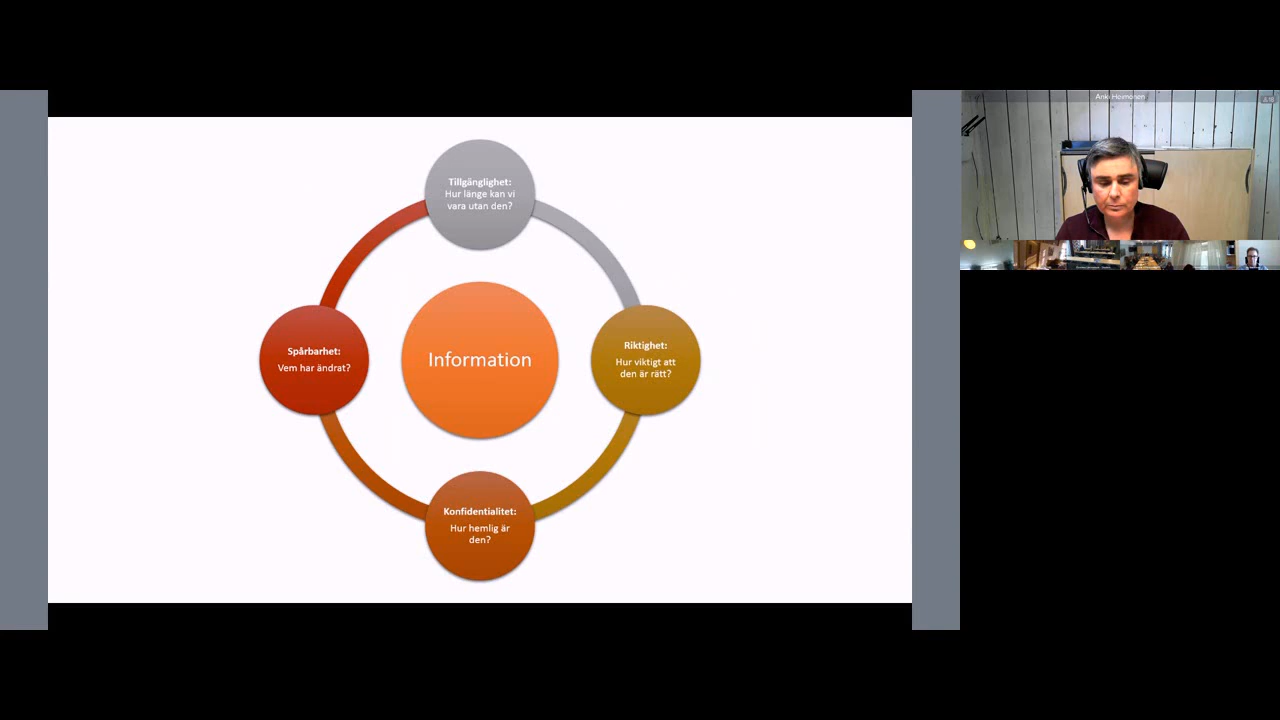 Tillgänglighet:
Hur länge kan vi
vara utan den?
Spårbarhet:
Vem har ändrat?
Information
Riktighet:
Hur viktigt att
den är rätt?
Konfidentialitet:
Hur hemlig är
den?